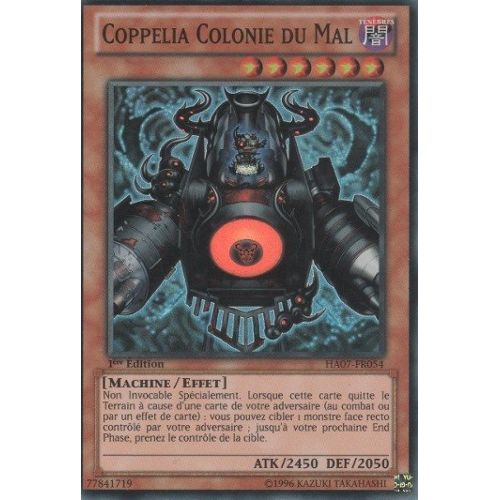 Coppelia Colonie du Mal
TÉNÈBRES
闇
1ère Édition
HA07-FR054
[Machine/Effet]
Non Invocable Spécialement. Lorsque cette carte quitte le
Terrain à cause d'une carte de votre adversaire (au combat ou
par un effet de carte) : vous pouvez cibler 1 monstre face recto
contrôlé par votre adversaire ; jusqu'à votre prochaine End
Phase, prenez le contrôle de la cible.
ATK/2450 DEF/2050
77841719
©1996 KAZUKI TAKAHASHI